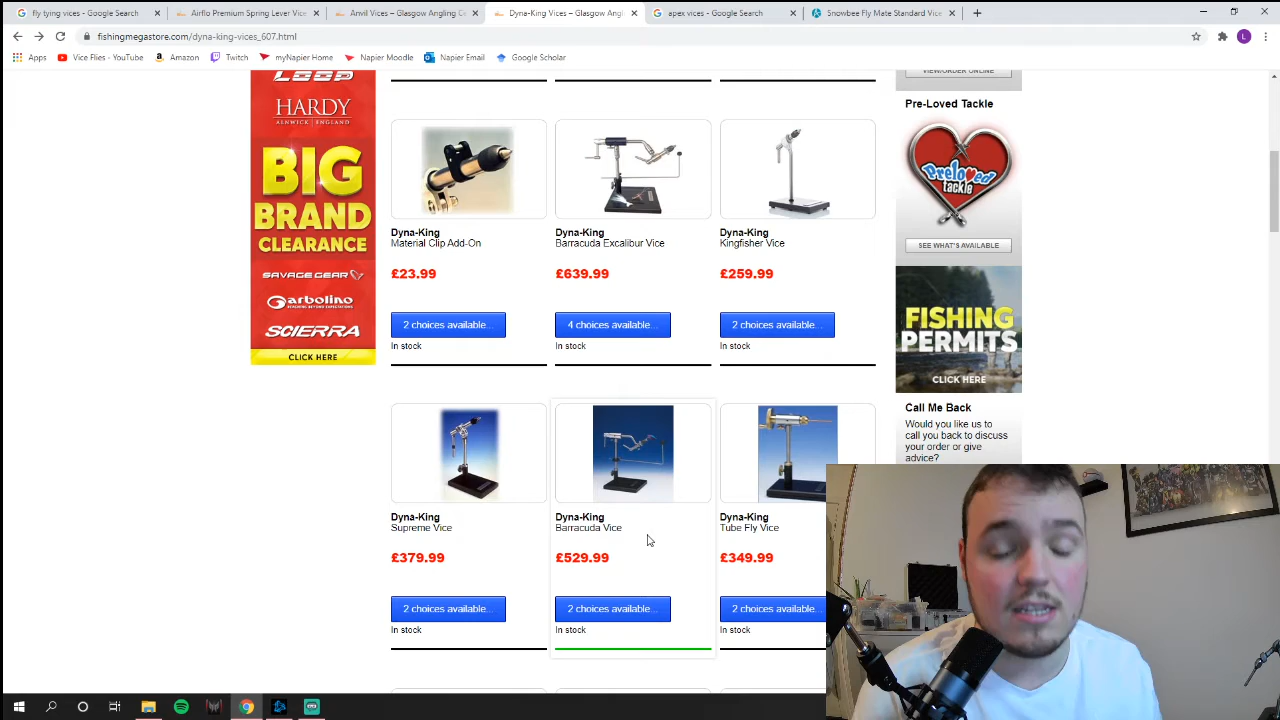 fly tying vices - Google Search
Airflo Premium Spring Lever Vice
Anvil Vices – Glasgow Angling Ce
Dyna-King Vices – Glasgow Angl
apex vices - Google Search
Snowbee Fly Mate Standard Vice
fishingmegastore.com/dyna-king-vices_607.html
L
Apps
Vice Flies - YouTube
Amazon
Twitch
myNapier Home
Napier Moodle
Napier Email
Google Scholar
LOOP
HARDY
ALNWICK ENGLAND
BIG
BRAND
CLEARANCE
SAVAGE GEAR
Garbolino
SCIERRA
CLICK HERE
Dyna-King
Material Clip Add-On
£23.99
2 choices available...
In stock
Dyna-King
Barracuda Excalibur Vice
£639.99
4 choices available...
In stock
Dyna-King
Kingfisher Vice
£259.99
2 choices available...
In stock
Dyna-King
Supreme Vice
£379.99
2 choices available...
In stock
Dyna-King
Barracuda Vice
£529.99
2 choices available...
In stock
Dyna-King
Tube Fly Vice
£349.99
2 choices available
In stock
VIEW/ORDER ONLINE
Pre-Loved Tackle
Preloved
tackle
SEE WHAT'S AVAILABLE
FISHING
PERMITS
CLICK HERE
Call Me Back
Would you like us to
call you back to discuss
your order or give
advice?